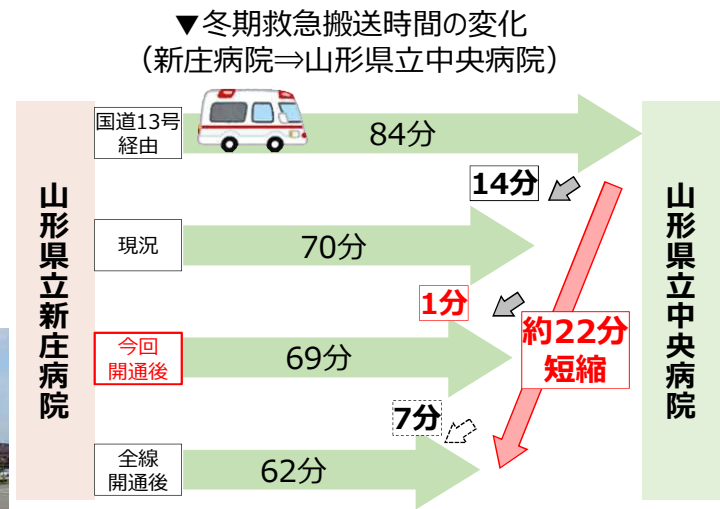 ▼冬期救急搬送時間の変化
（新庄病院⇒山形県立中央病院）
山形県立新庄病院
国道13号
経由
84分
14分
現況
70分
1分
今回
開通後
69分
約22分
短縮
7分
全線
開通後
62分
山形県立中央病院